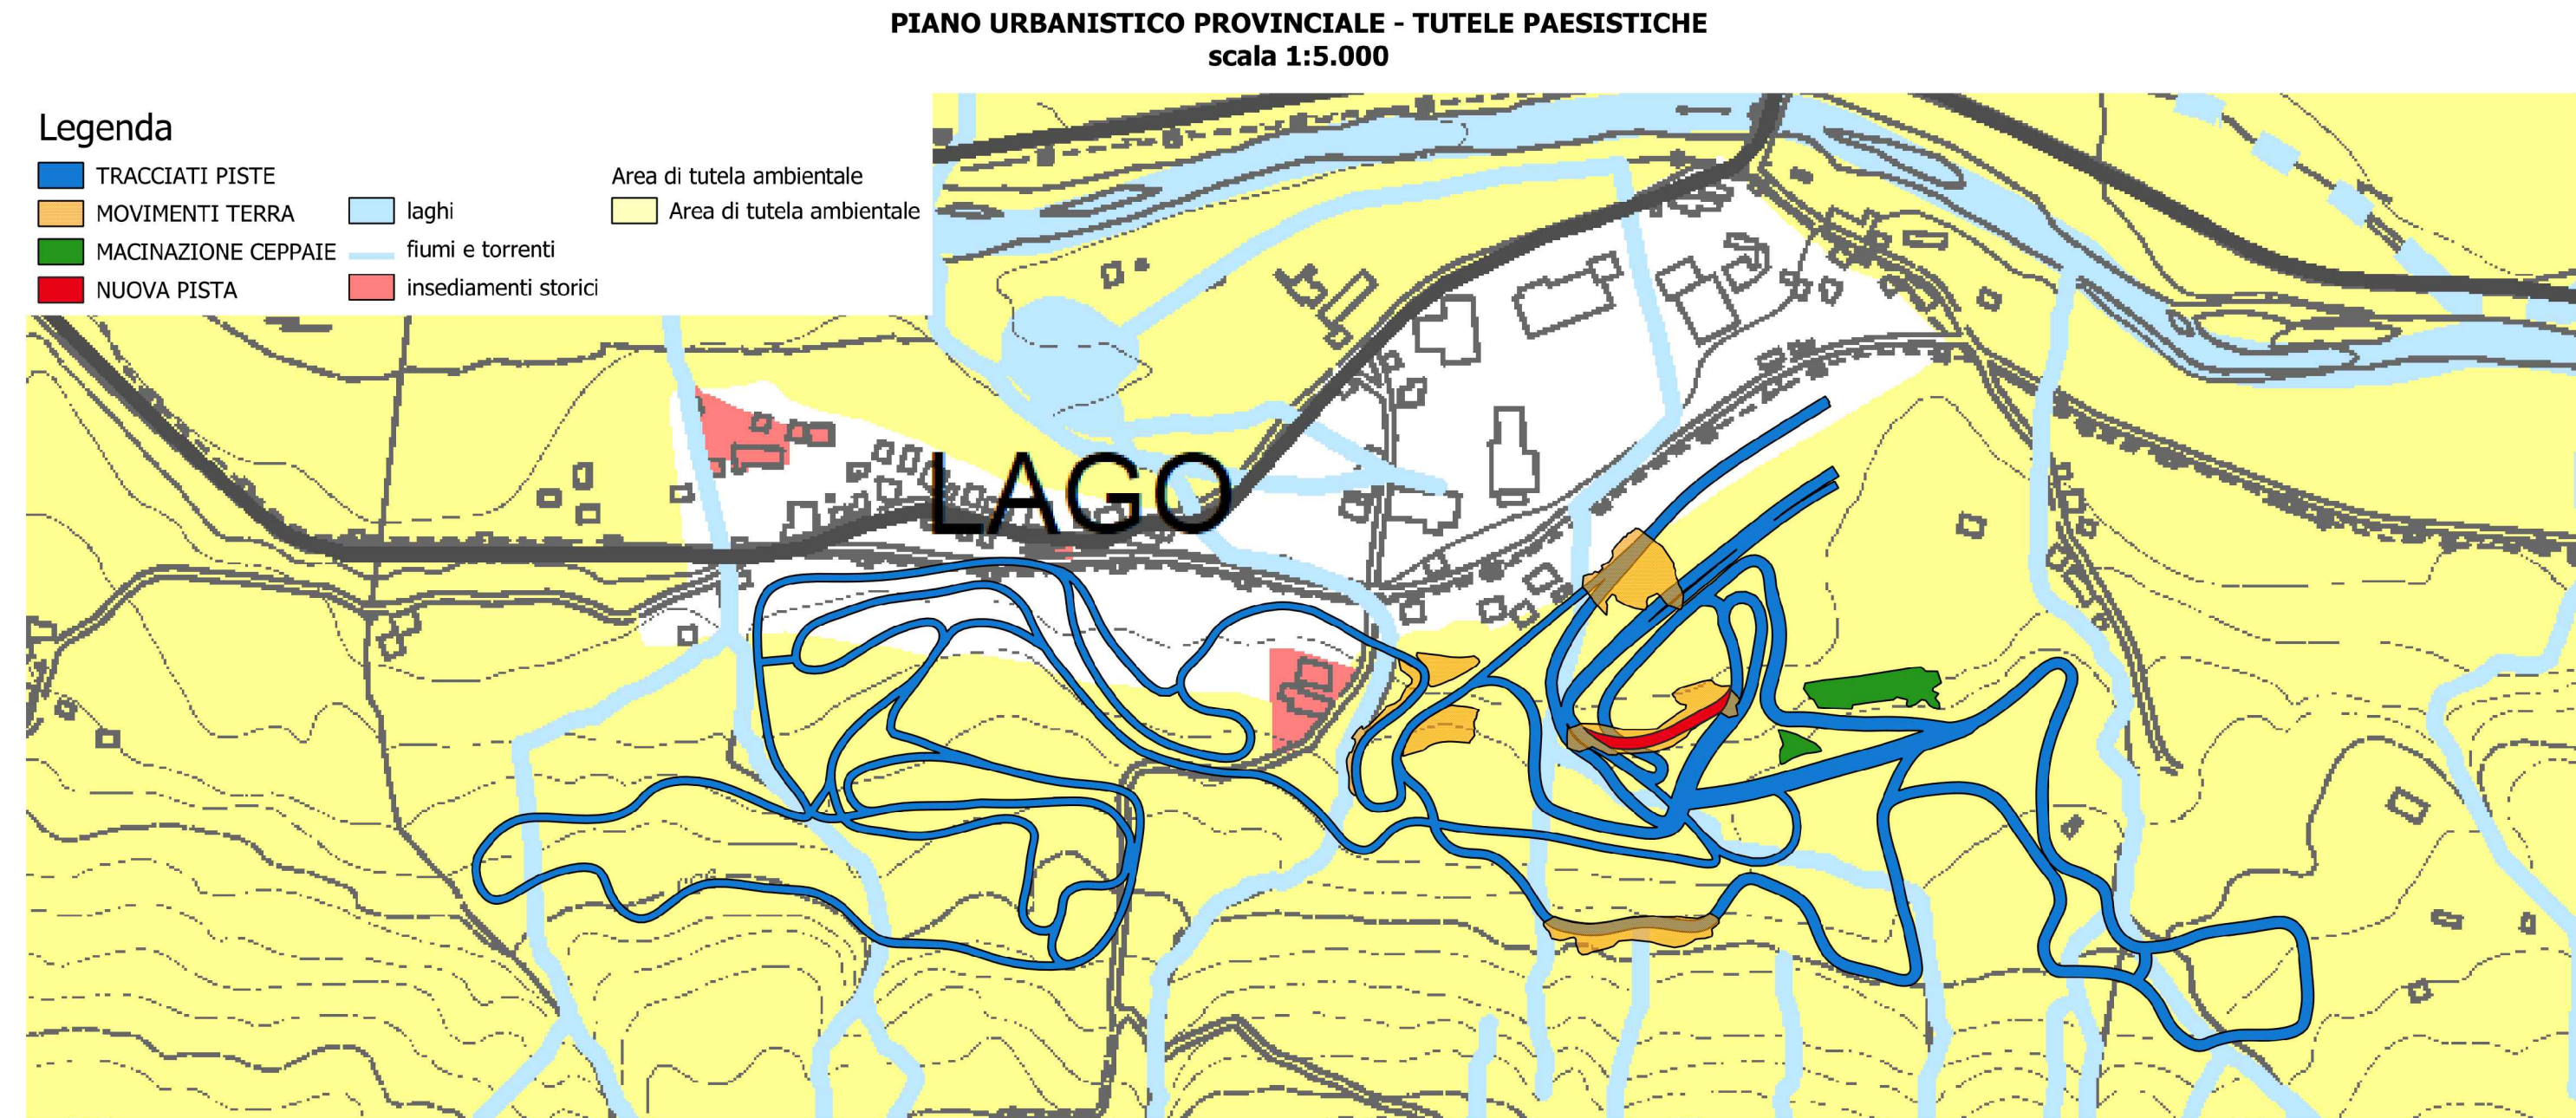 PIANO URBANISTICO PROVINCIALE - TUTELE PAESISTICHE
scala 1:5.000
Legenda
TRACCIATI PISTE
MOVIMENTI TERRA
MACINAZIONE CEPPAIE
NUOVA PISTA
laghi
fiumi e torrenti
insediamenti storici
Area di tutela ambientale
Area di tutela ambientale
LAGO